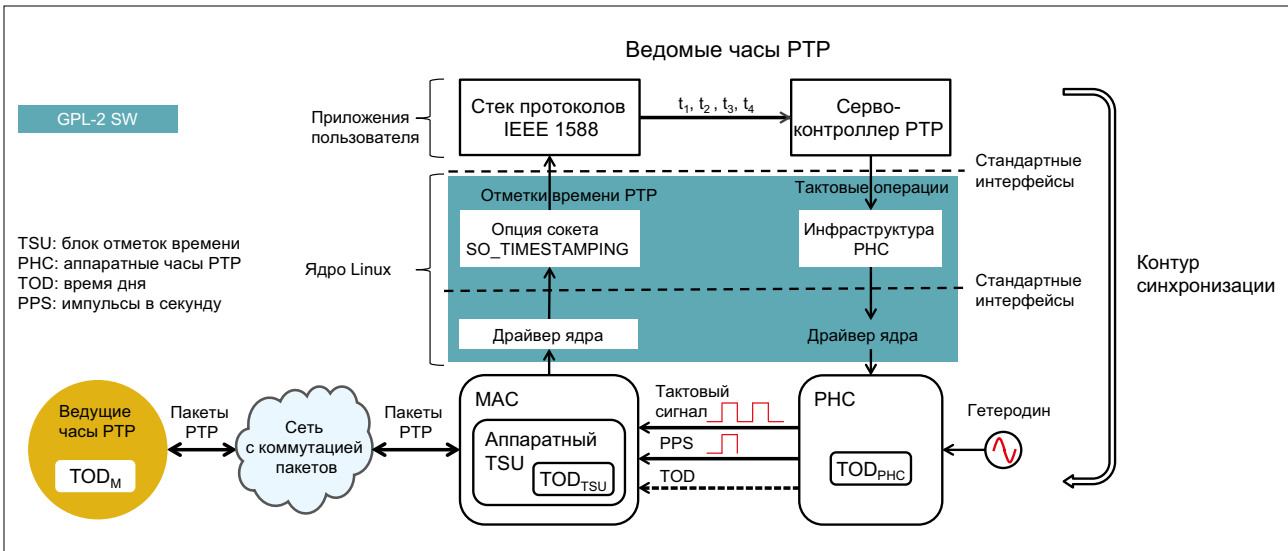 Ведомые часы PTP
GPL-2 SW
Приложения
пользователя
Стек протоколов
IEEE 1588
t1, t2 , t3, t4
Серво-
контроллер PTP
Стандартные
интерфейсы
Отметки времени PTP
Тактовые операции
TSU: блок отметок времени
PHC: аппаратные часы PTP
TOD: время дня
PPS: импульсы в секунду
Ядро Linux
Опция сокета
SO_TIMESTAMPING
Инфраструктура
PHC
Контур
синхронизации
Стандартные
интерфейсы
Драйвер ядра
Драйвер ядра
Ведущие
часы PTP
TODM
Пакеты
PTP
Сеть
с коммутацией
пакетов
Пакеты
PTP
MAC
Аппаратный
TSU
TODTSU
Тактовый
сигнал
PPS
TOD
PHC
TODPHC
Гетеродин